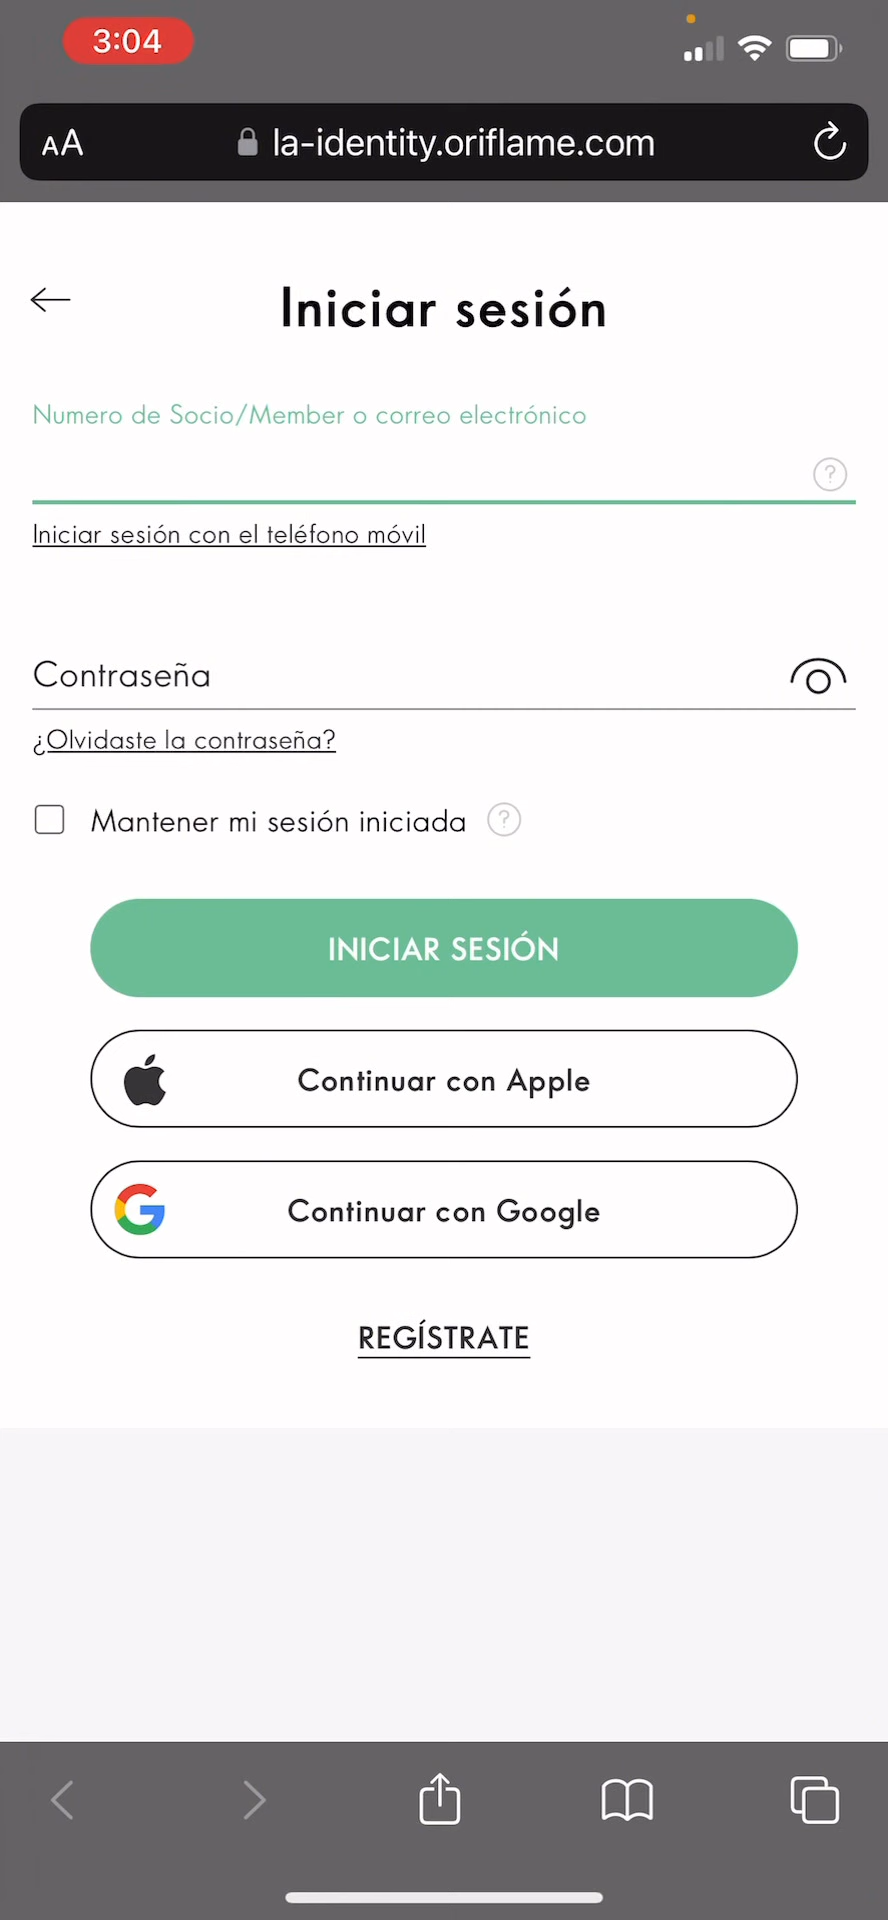 3:04
AA
la-identity.oriflame.com
Iniciar sesión
Numero de Socio/Member o correo electrónico
?
Iniciar sesión con el teléfono móvil
Contraseña
¿Olvidaste la contraseña?
Mantener mi sesión iniciada ?
INICIAR SESIÓN
Continuar con Apple
G Continuar con Google
REGÍSTRATE